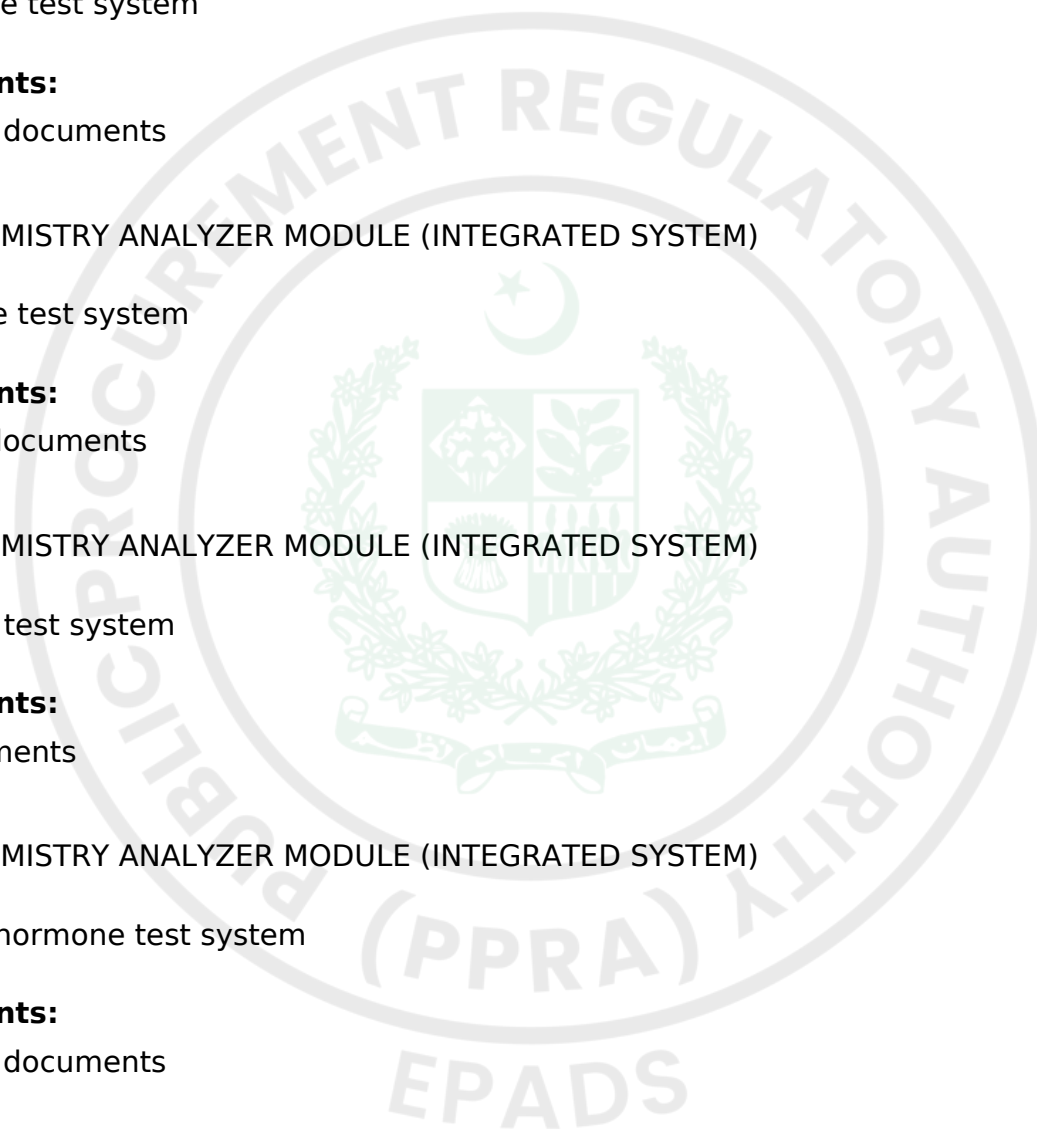 e test system
nts:
documents
MISTRY ANALYZER MODULE (INTEGRATED SYSTEM)
e test system
nts:
documents
MISTRY ANALYZER MODULE (INTEGRATED SYSTEM)
test system
nts:
ments
MISTRY ANALYZER MODULE (INTEGRATED SYSTEM)
hormone test system
nts:
documents
PUBLIC PROCUREMENT REGULATORY AUTHORITY
(PPRA)
EPADS